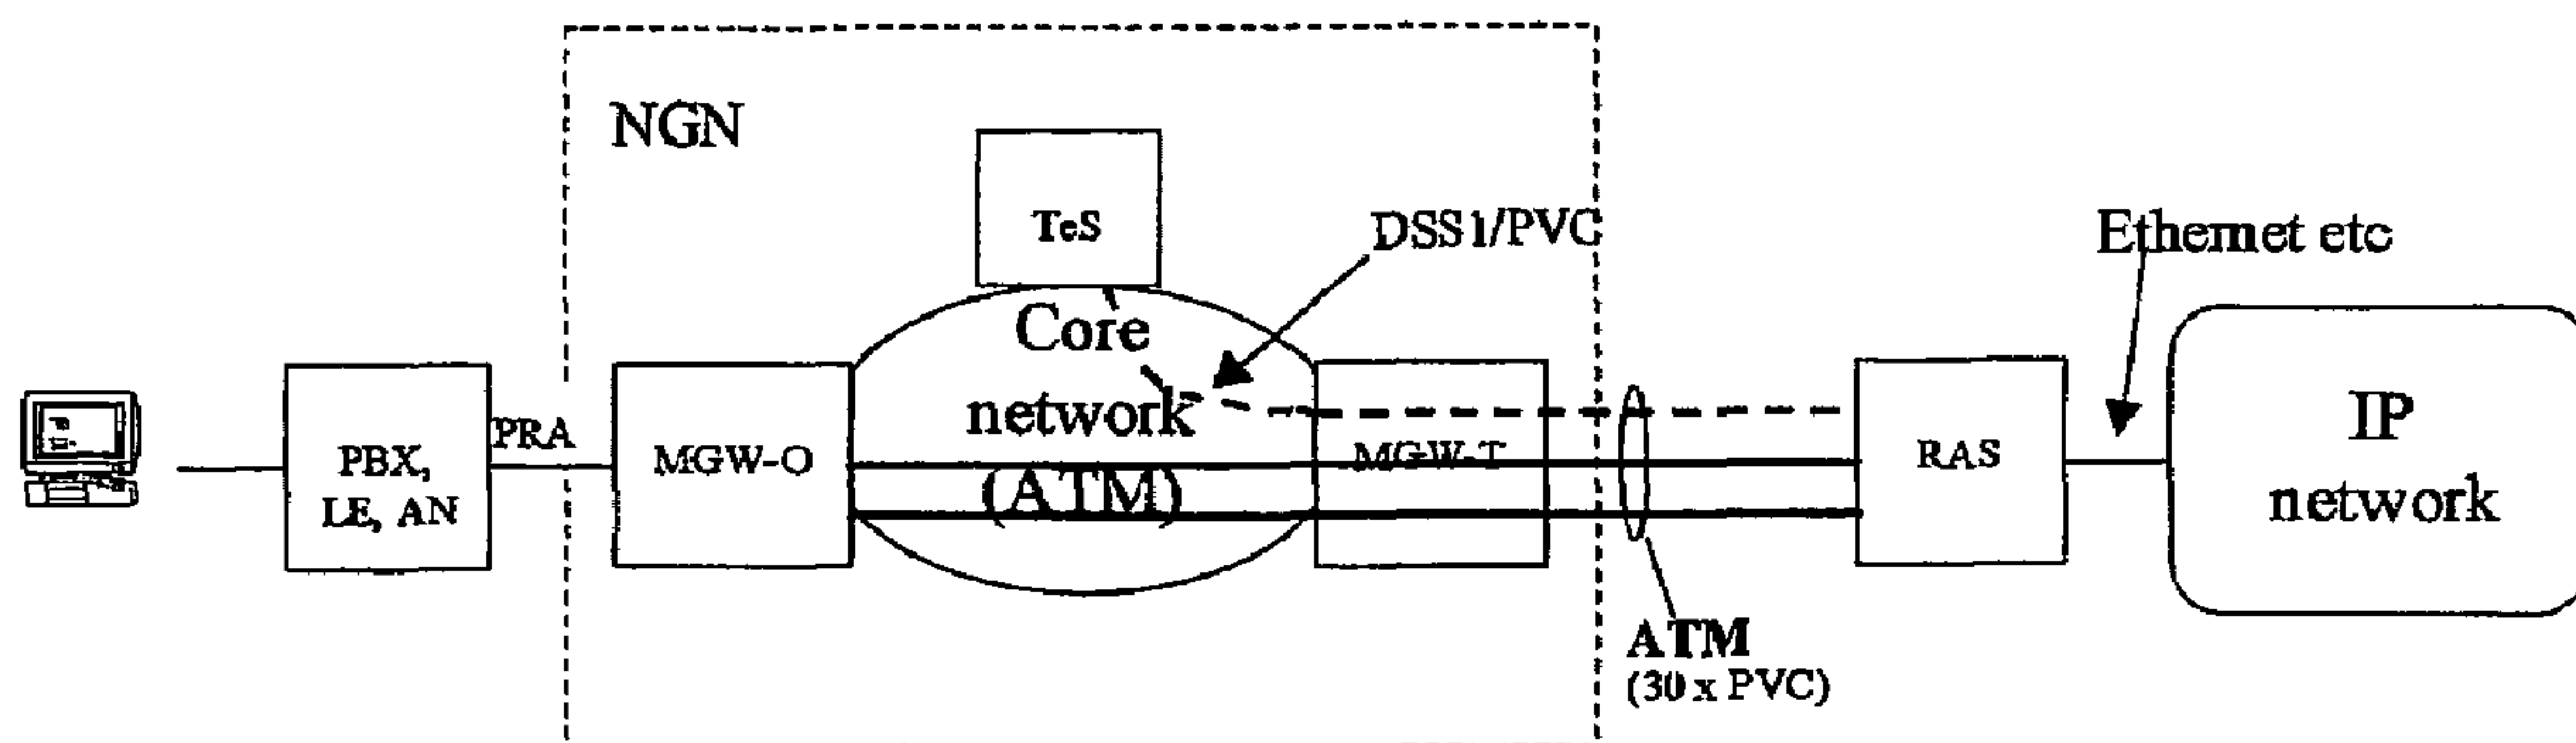 NGN
TeS
DSS1/PVC
Ethernet etc
Core
network
(ATM)
PBX,
LE, AN
PRA
MGW-O
MGW-T
RAS
IP
network
ATM
(30 x PVC)